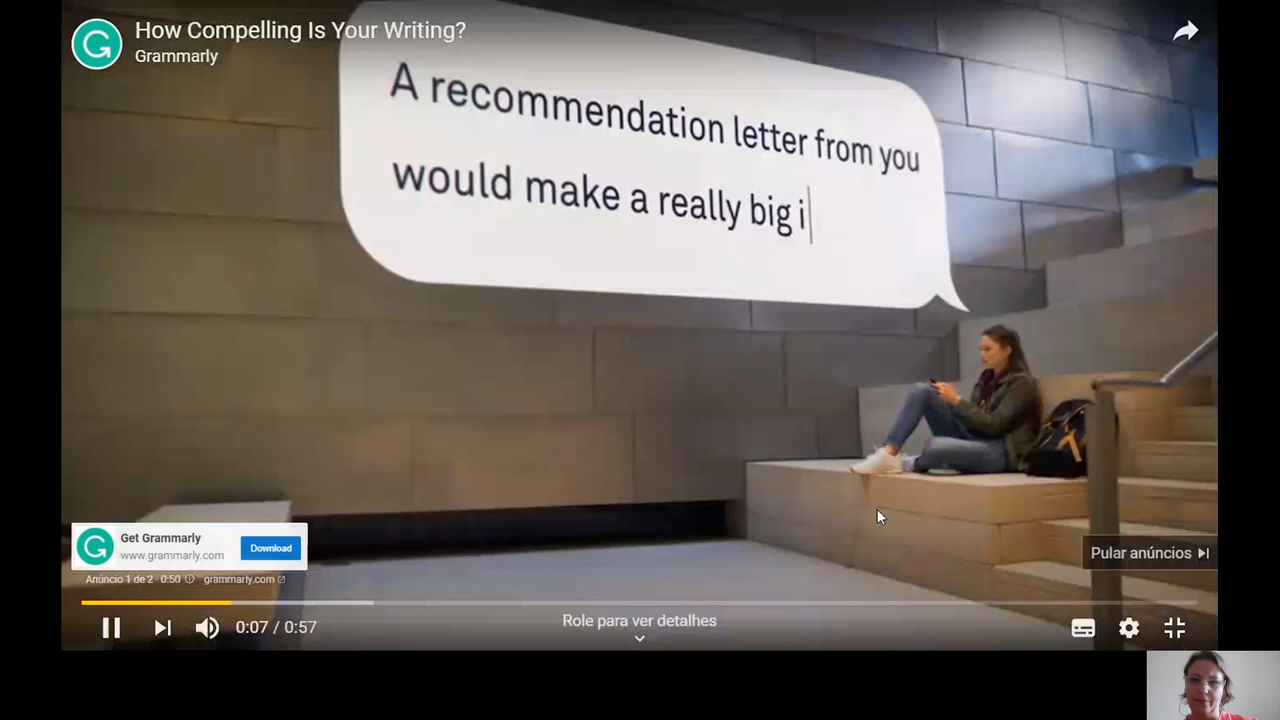 How Compelling Is Your Writing?
Grammarly
A recommendation letter from you
would make a really big i
Get Grammarly
www.grammarly.com
Download
Anúncio 1 de 2 · 0:50 grammarly.com
Pular anúncios
0:07 / 0:57
Role para ver detalhes